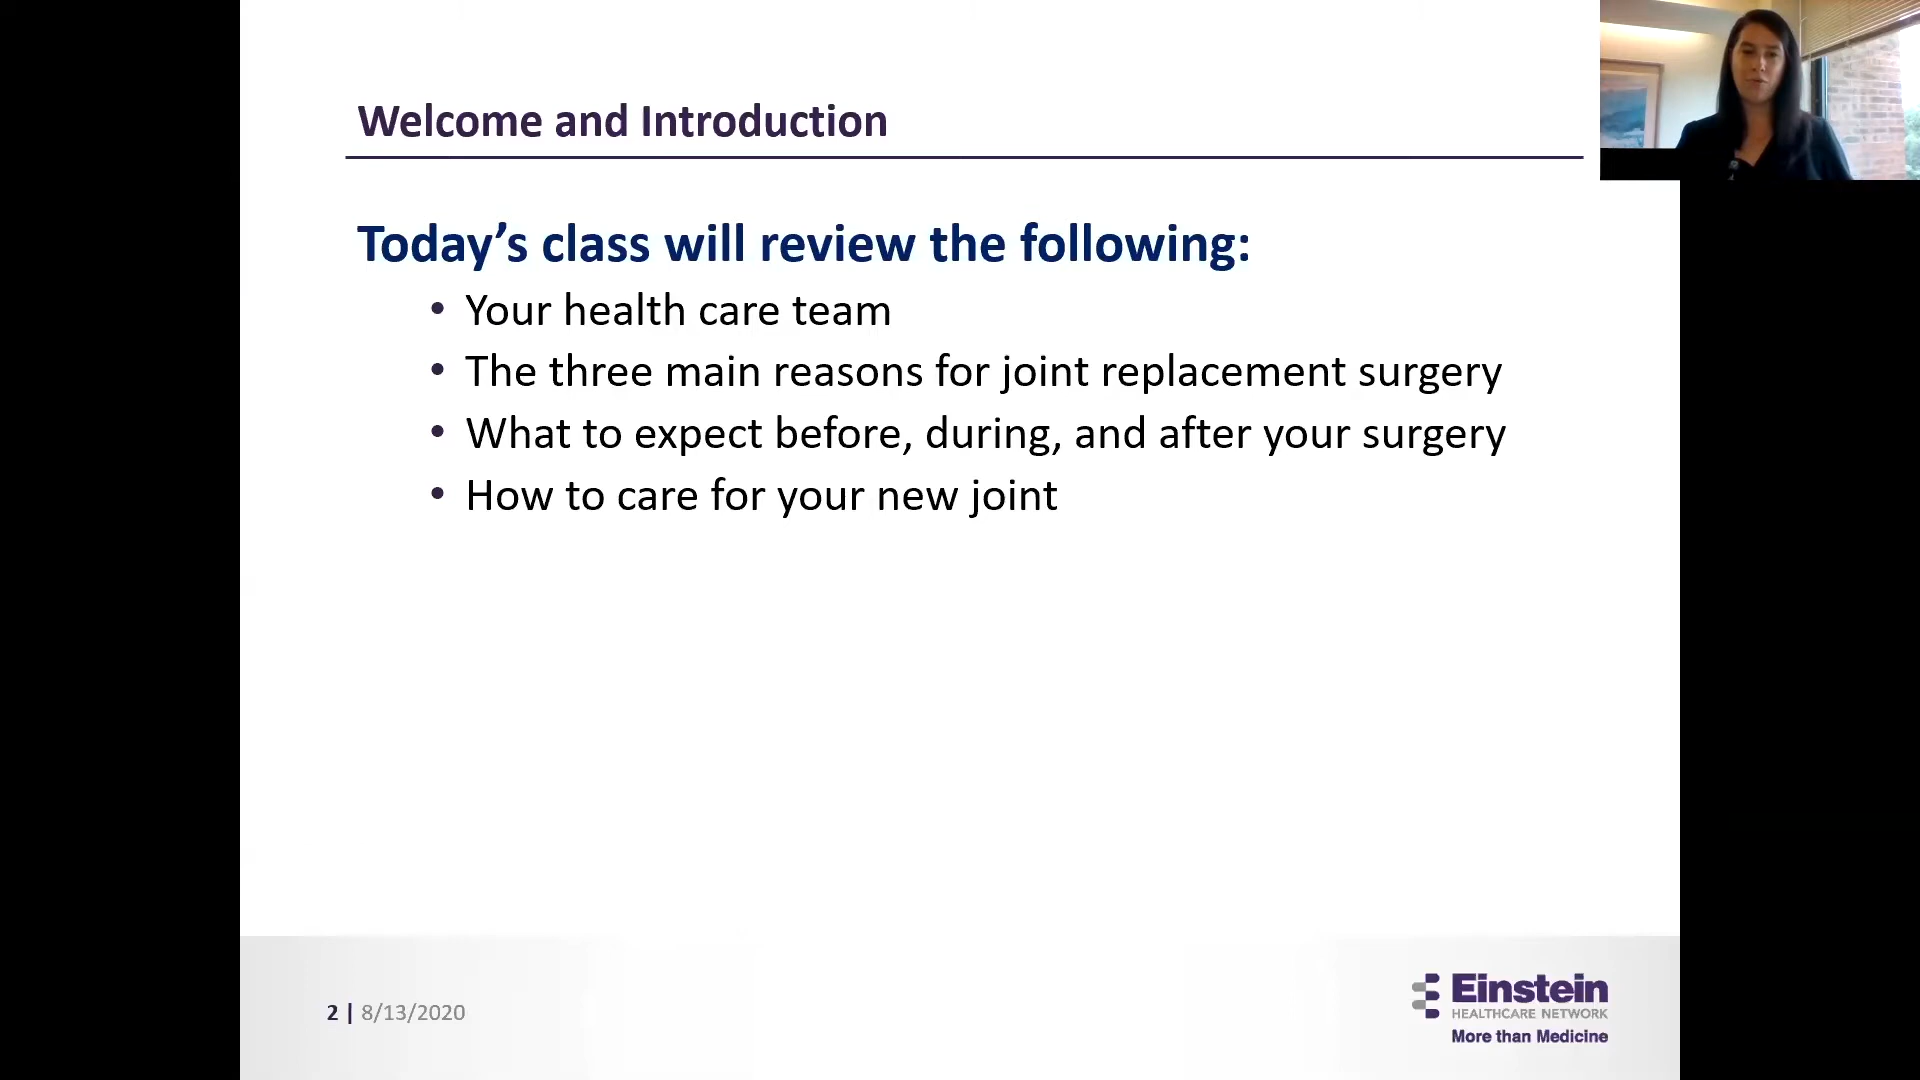 Welcome and Introduction
Today’s class will review the following:
• Your health care team
• The three main reasons for joint replacement surgery
• What to expect before, during, and after your surgery
• How to care for your new joint
2 | 8/13/2020
Einstein
HEALTHCARE NETWORK
More than Medicine